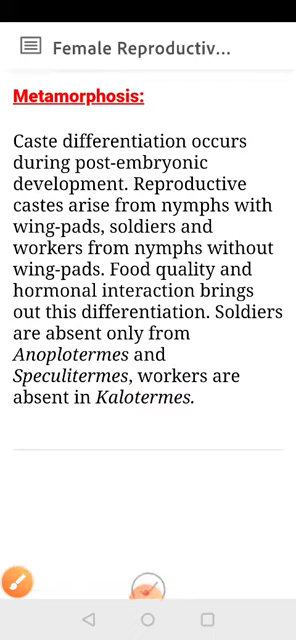 Female Reproductiv...
Metamorphosis:
Caste differentiation occurs
during post-embryonic
development. Reproductive
castes arise from nymphs with
wing-pads, soldiers and
workers from nymphs without
wing-pads. Food quality and
hormonal interaction brings
out this differentiation. Soldiers
are absent only from
Anoplotermes and
Speculitermes, workers are
absent in Kalotermes.